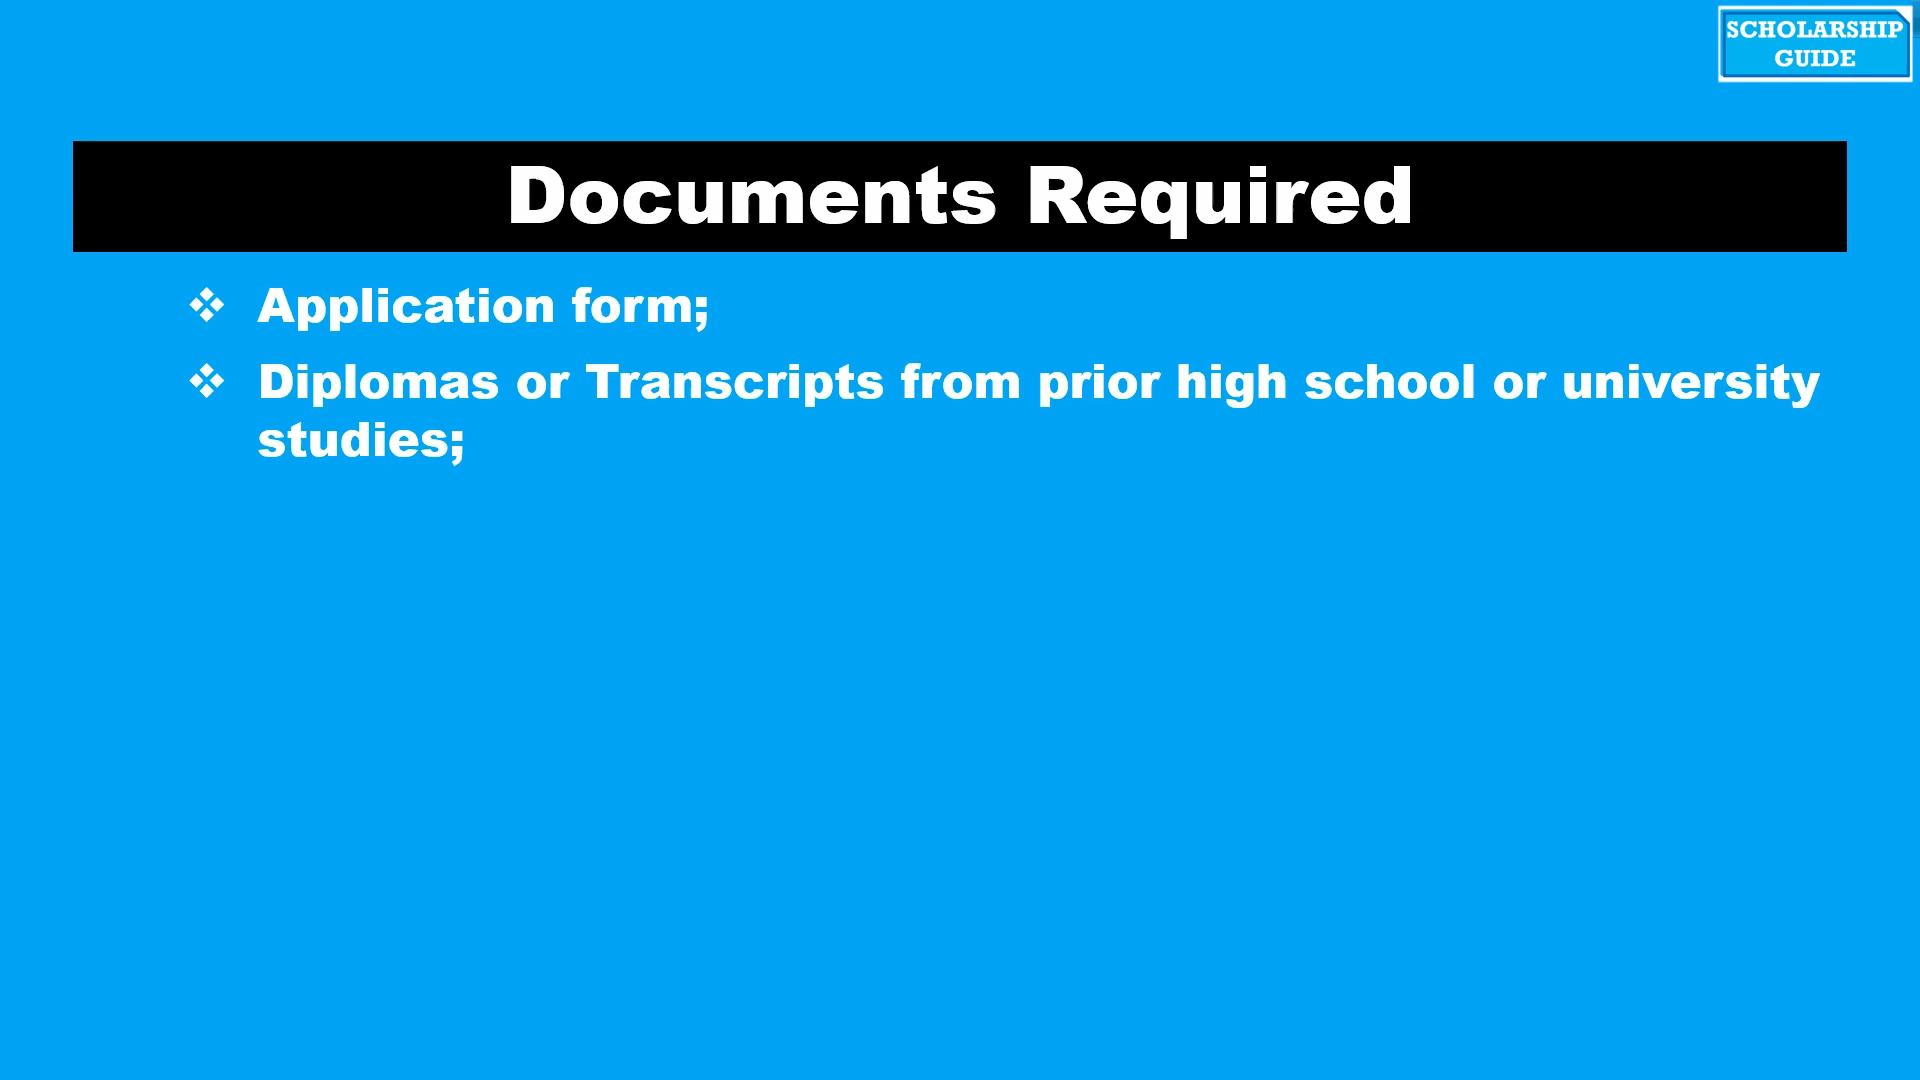 SCHOLARSHIP
GUIDE
Documents Required
❖ Application form;
❖ Diplomas or Transcripts from prior high school or university
studies;